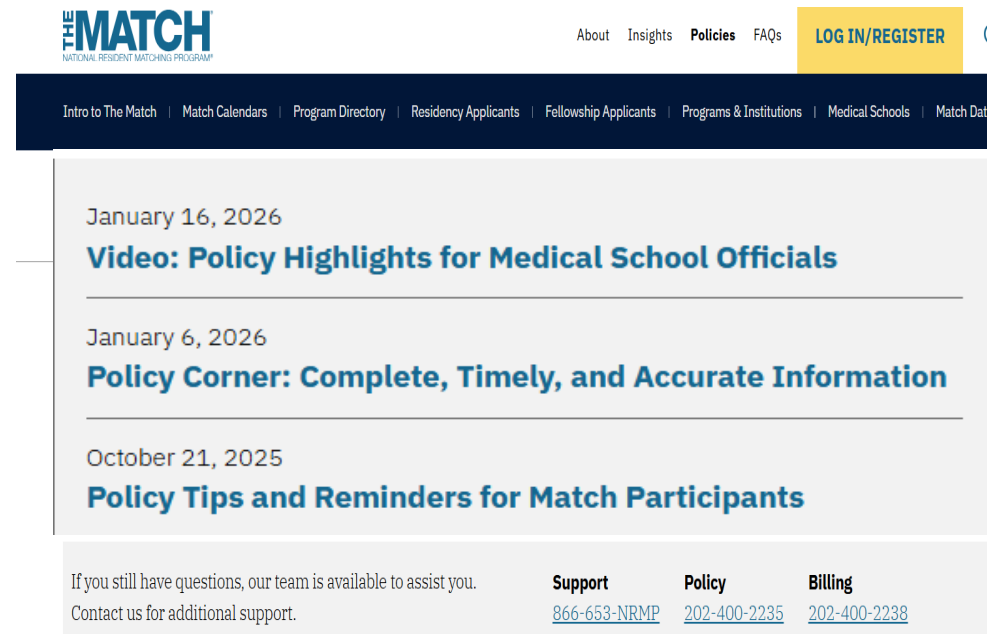 THE MATCH®
NATIONAL RESIDENT MATCHING PROGRAM®
About Insights Policies FAQs LOG IN/REGISTER
Intro to The Match | Match Calendars | Program Directory | Residency Applicants | Fellowship Applicants | Programs & Institutions | Medical Schools | Match Dat
January 16, 2026
Video: Policy Highlights for Medical School Officials
January 6, 2026
Policy Corner: Complete, Timely, and Accurate Information
October 21, 2025
Policy Tips and Reminders for Match Participants
If you still have questions, our team is available to assist you.
Contact us for additional support.
Support Policy Billing
866-653-NRMP 202-400-2235 202-400-2238